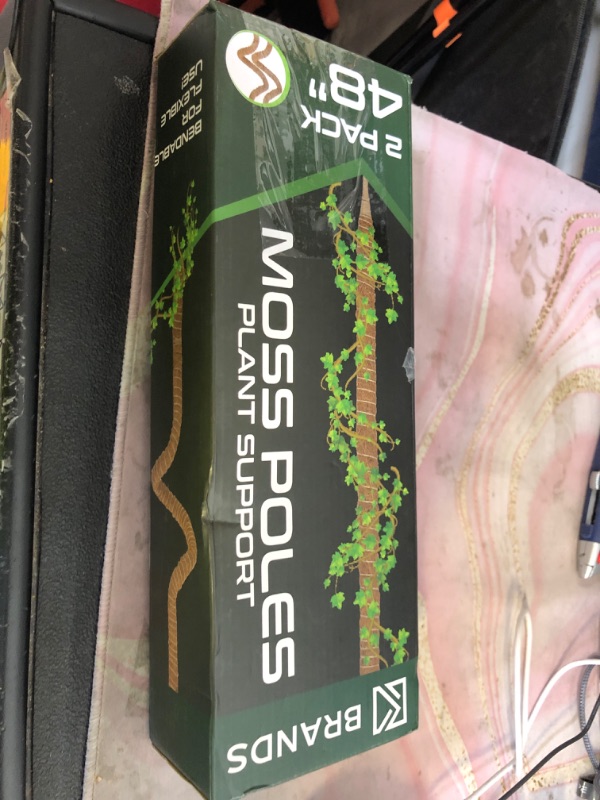 2 PACK
48"
BENDABLE
FOR
FLEXIBLE
USE!
MOSS POLES
PLANT SUPPORT
BRANDS